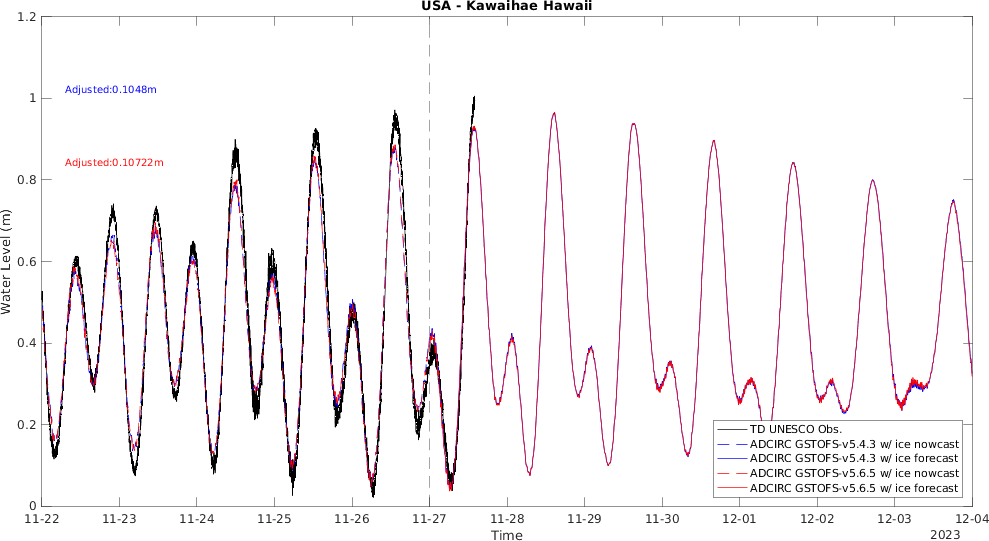 USA - Kawaihae Hawaii
1.2
1
0.8
0.6
0.4
0.2
0
Water Level (m)
Adjusted:0.1048m
Adjusted:0.10722m
TD UNESCO Obs.
ADCIRC GSTOFS-v5.4.3 w/ ice nowcast
ADCIRC GSTOFS-v5.4.3 w/ ice forecast
ADCIRC GSTOFS-v5.6.5 w/ ice nowcast
ADCIRC GSTOFS-v5.6.5 w/ ice forecast
11-22 11-23 11-24 11-25 11-26 11-27 11-28 11-29 11-30 12-01 12-02 12-03 12-04
Time
2023